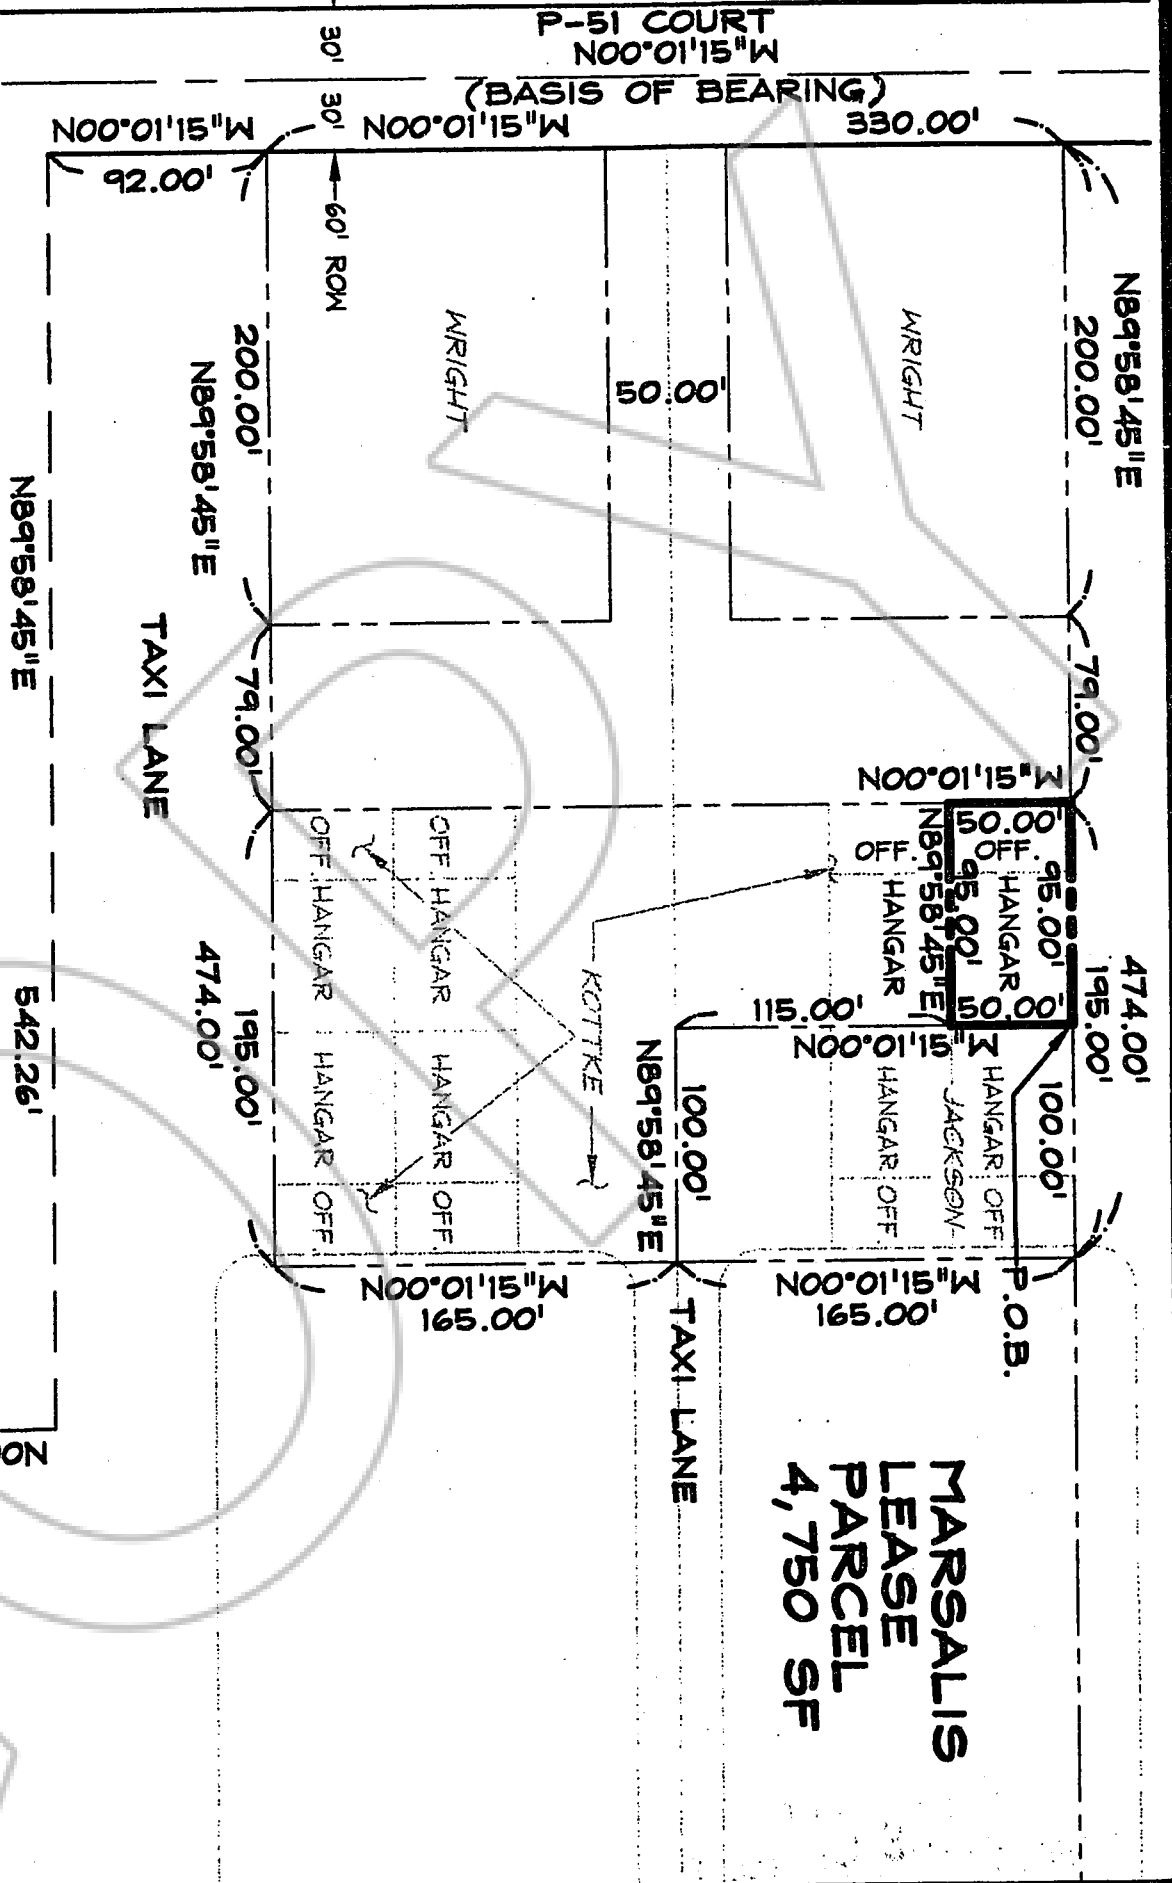 P-51 COURT
N00°01'15"W
(BASIS OF BEARING)
30'
30'
N00°01'15"W
92.00'
N00°01'15"W
330.00'
60' ROW
N89°58'45"E
200.00'
WRIGHT
WRIGHT
50.00'
200.00'
N89°58'45"E
N89°58'45"E
542.26'
TAXI LANE
79.00'
79.00'
N00°01'15"W
50.00'
OFF.
HANGAR
95.00'
95.00'
N89°58'45"E
50.00'
OFF.
HANGAR
474.00'
195.00'
115.00'
N00°01'15"W
100.00'
HANGAR
OFF.
JACKSON
HANGAR
OFF.
KOTTKE
N89°58'45"E
100.00'
OFF.
HANGAR
HANGAR
OFF.
OFF.
HANGAR
HANGAR
OFF.
195.00'
474.00'
N00°01'15"W
165.00'
N00°01'15"W
165.00'
P.O.B.
TAXI LANE
MARSALIS
LEASE
PARCEL
4,750 SF